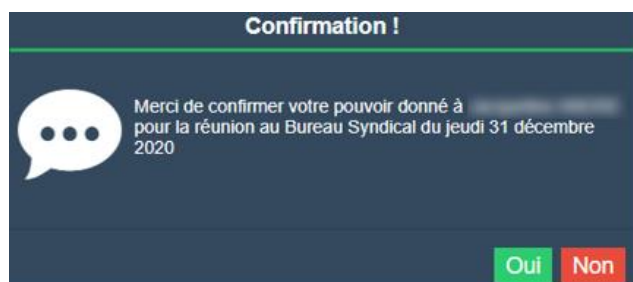 Confirmation !
Merci de confirmer votre pouvoir donné à
pour la réunion au Bureau Syndical du jeudi 31 décembre
2020
Oui Non